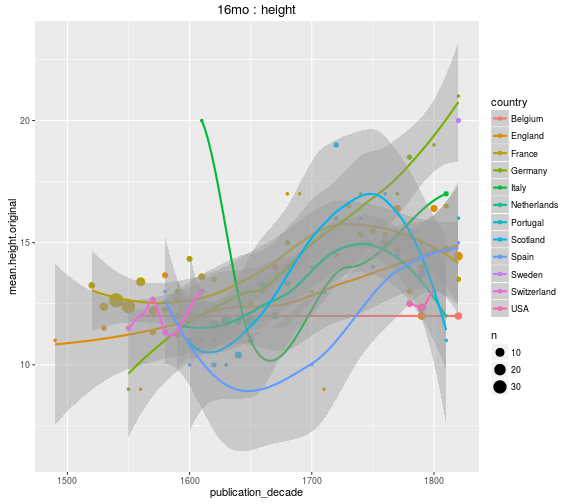 16mo : height
mean.height.original
20
15
10
1500
1600
1700
1800
publication_decade
country
Belgium
England
France
Germany
Italy
Netherlands
Portugal
Scotland
Spain
Sweden
Switzerland
USA
n
10
20
30